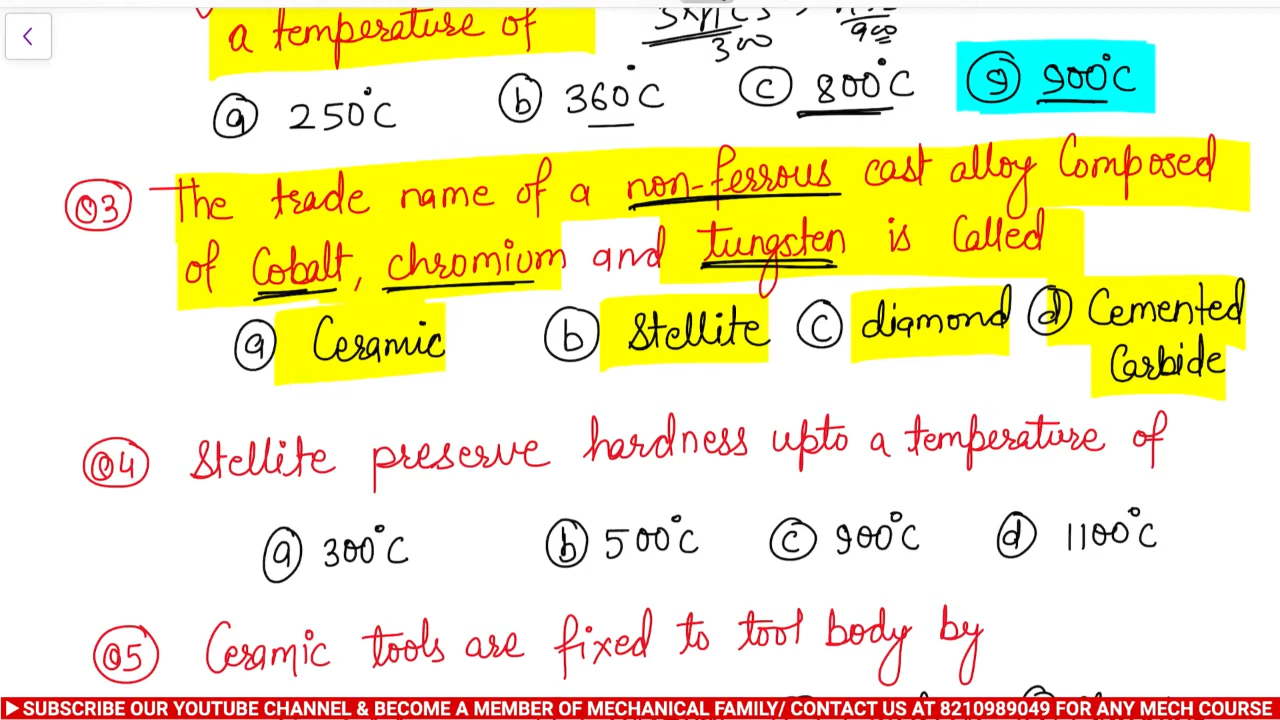 a temperature of
300
900
ⓐ 250°C ⓑ 360°C ⓒ 800°C ⓖ 900°C
Q3 The trade name of a non-ferrous cast alloy Composed
of Cobalt, chromium and tungsten is Called
ⓐ Ceramic ⓑ Stellite ⓒ diamond ⓓ Cemented
Carbide
Q4 Stellite preserve hardness upto a temperature of
ⓐ 300°C ⓑ 500°C ⓒ 900°C ⓓ 1100°C
Q5 Ceramic tools are fixed to tool body by
▶ SUBSCRIBE OUR YOUTUBE CHANNEL & BECOME A MEMBER OF MECHANICAL FAMILY/ CONTACT US AT 8210989049 FOR ANY MECH COURSE